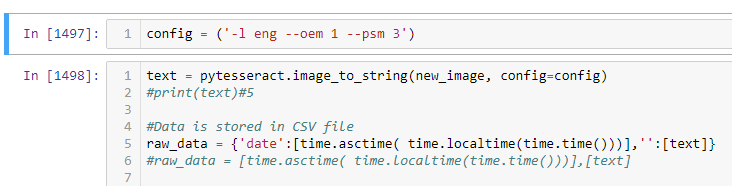 In [1497]: 1 config = ('-l eng --oem 1 --psm 3')
In [1498]: 1 text = pytesseract.image_to_string(new_image, config=config)
2 #print(text)#5
3
4 #Data is stored in CSV file
5 raw_data = {'date':[time.asctime( time.localtime(time.time()))],'':[text]}
6 #raw_data = [time.asctime( time.localtime(time.time()))],[text]
7